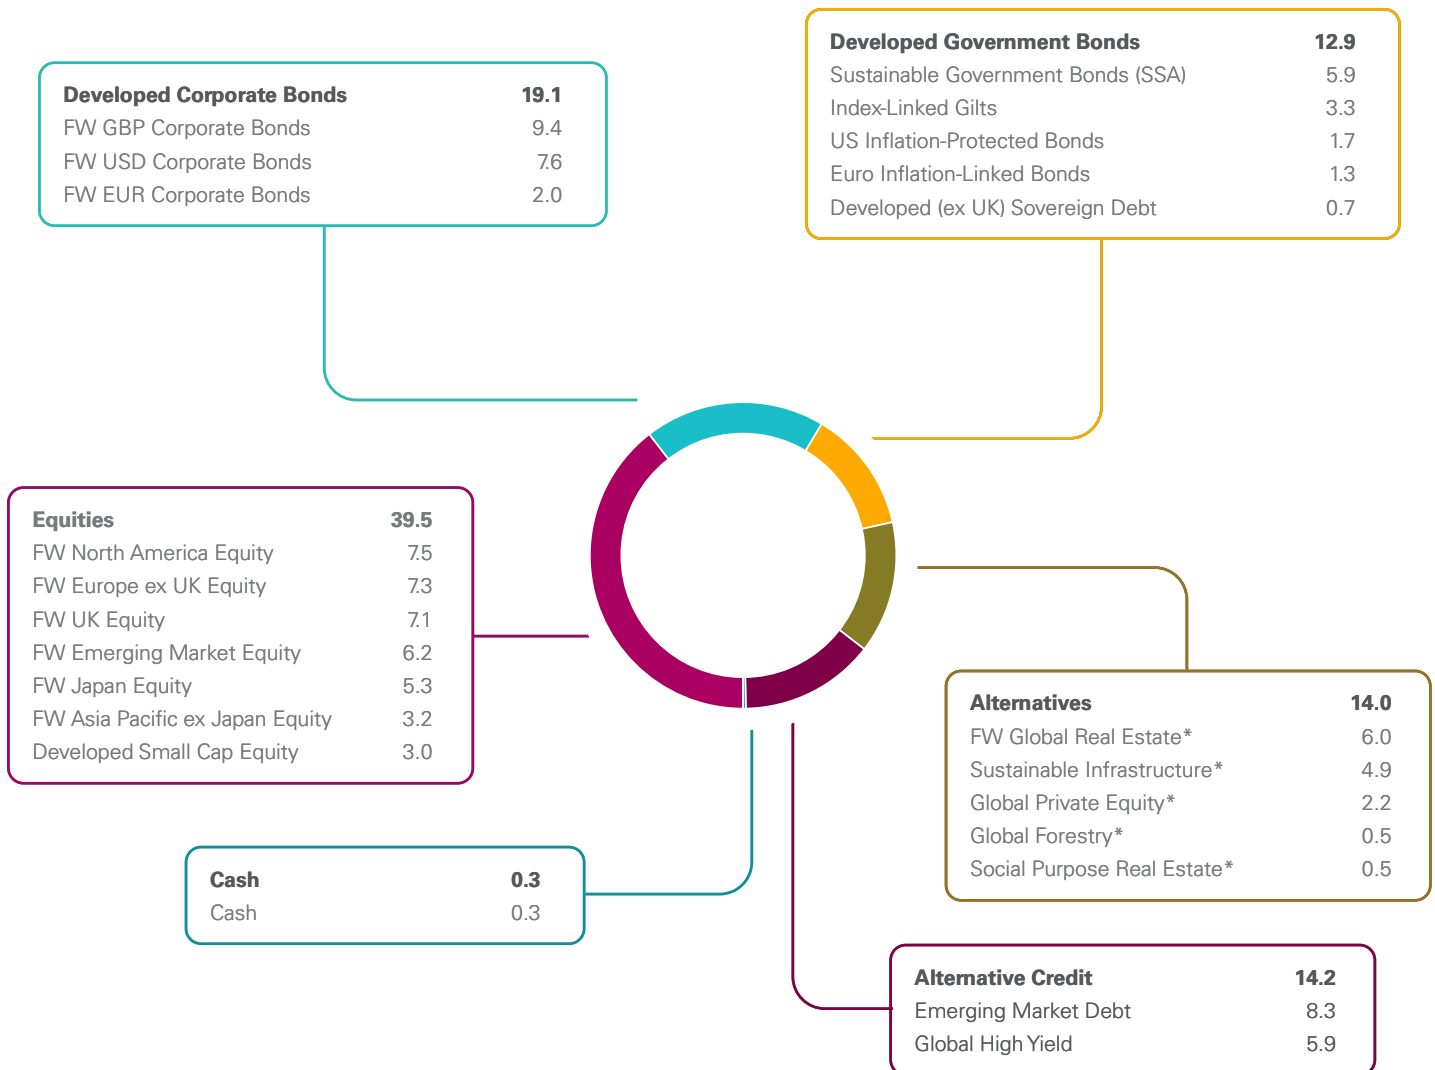 Developed Corporate Bonds 19.1
FW GBP Corporate Bonds 9.4
FW USD Corporate Bonds 7.6
FW EUR Corporate Bonds 2.0
Developed Government Bonds 12.9
Sustainable Government Bonds (SSA) 5.9
Index-Linked Gilts 3.3
US Inflation-Protected Bonds 1.7
Euro Inflation-Linked Bonds 1.3
Developed (ex UK) Sovereign Debt 0.7
Equities 39.5
FW North America Equity 7.5
FW Europe ex UK Equity 7.3
FW UK Equity 7.1
FW Emerging Market Equity 6.2
FW Japan Equity 5.3
FW Asia Pacific ex Japan Equity 3.2
Developed Small Cap Equity 3.0
Alternatives 14.0
FW Global Real Estate* 6.0
Sustainable Infrastructure* 4.9
Global Private Equity* 2.2
Global Forestry* 0.5
Social Purpose Real Estate* 0.5
Cash 0.3
Cash 0.3
Alternative Credit 14.2
Emerging Market Debt 8.3
Global High Yield 5.9